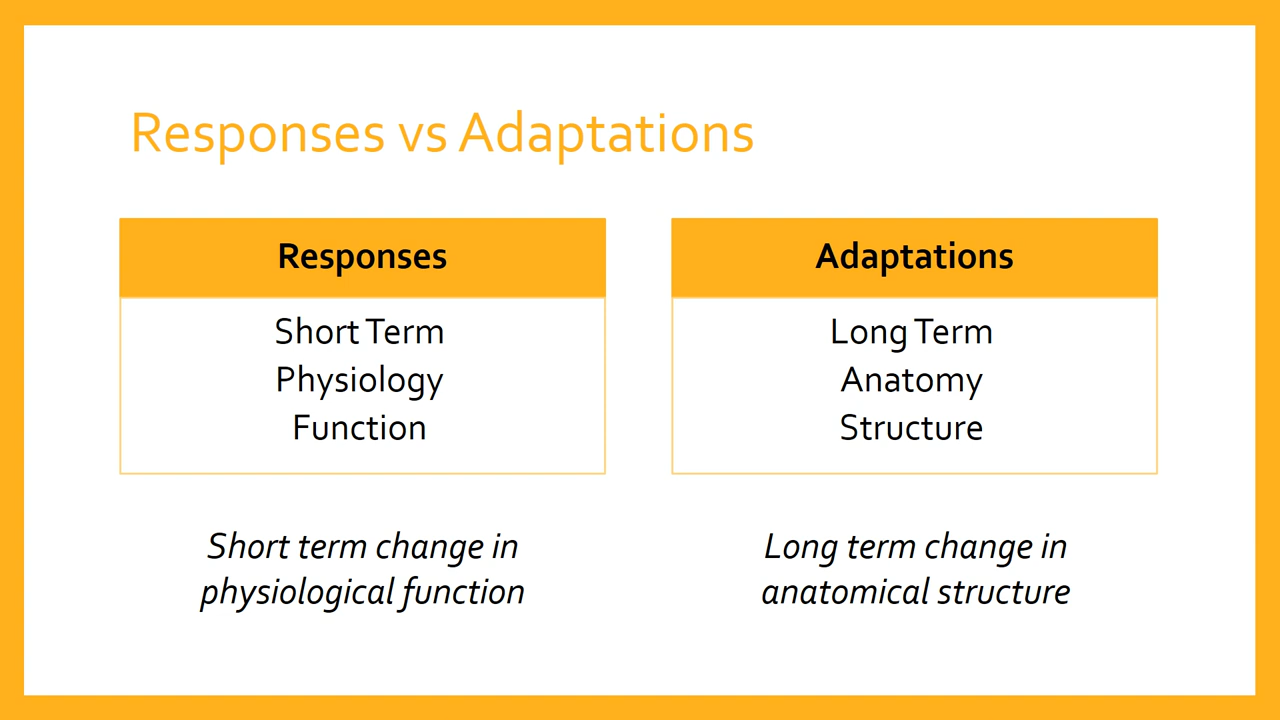 Responses vs Adaptations
Responses
Short Term
Physiology
Function
Short term change in
physiological function
Adaptations
Long Term
Anatomy
Structure
Long term change in
anatomical structure